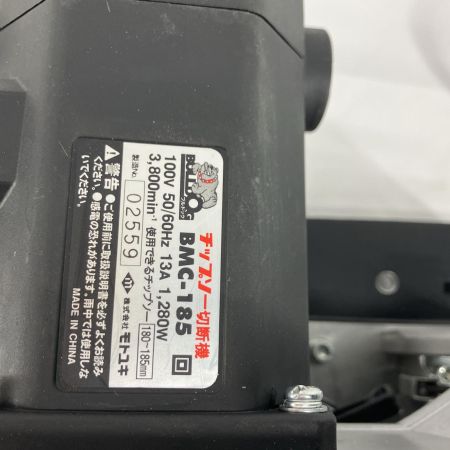 チップソー切断機
BMC-185
100V 50/60Hz 13A 1,280W
3,800min⁻¹ 使用できるチップソー 180~185mm
製造No. 02559
株式会社 モトユキ
警告 ●ご使用前に取扱説明書を必ずよくお読み
ください。●感電の恐れがあります。雨中では使用しな
いでください。
MADE IN CHINA